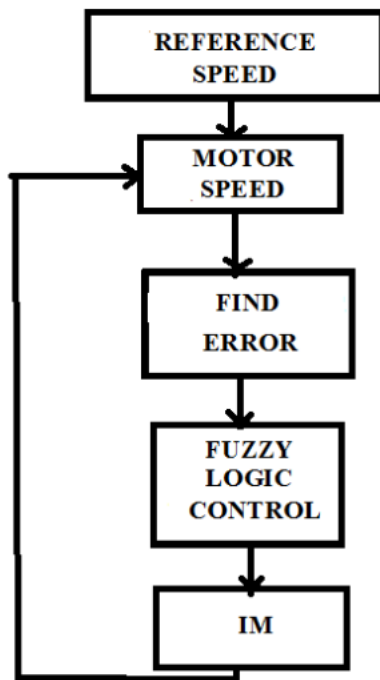 REFERENCE
SPEED
MOTOR
SPEED
FIND
ERROR
FUZZY
LOGIC
CONTROL
IM